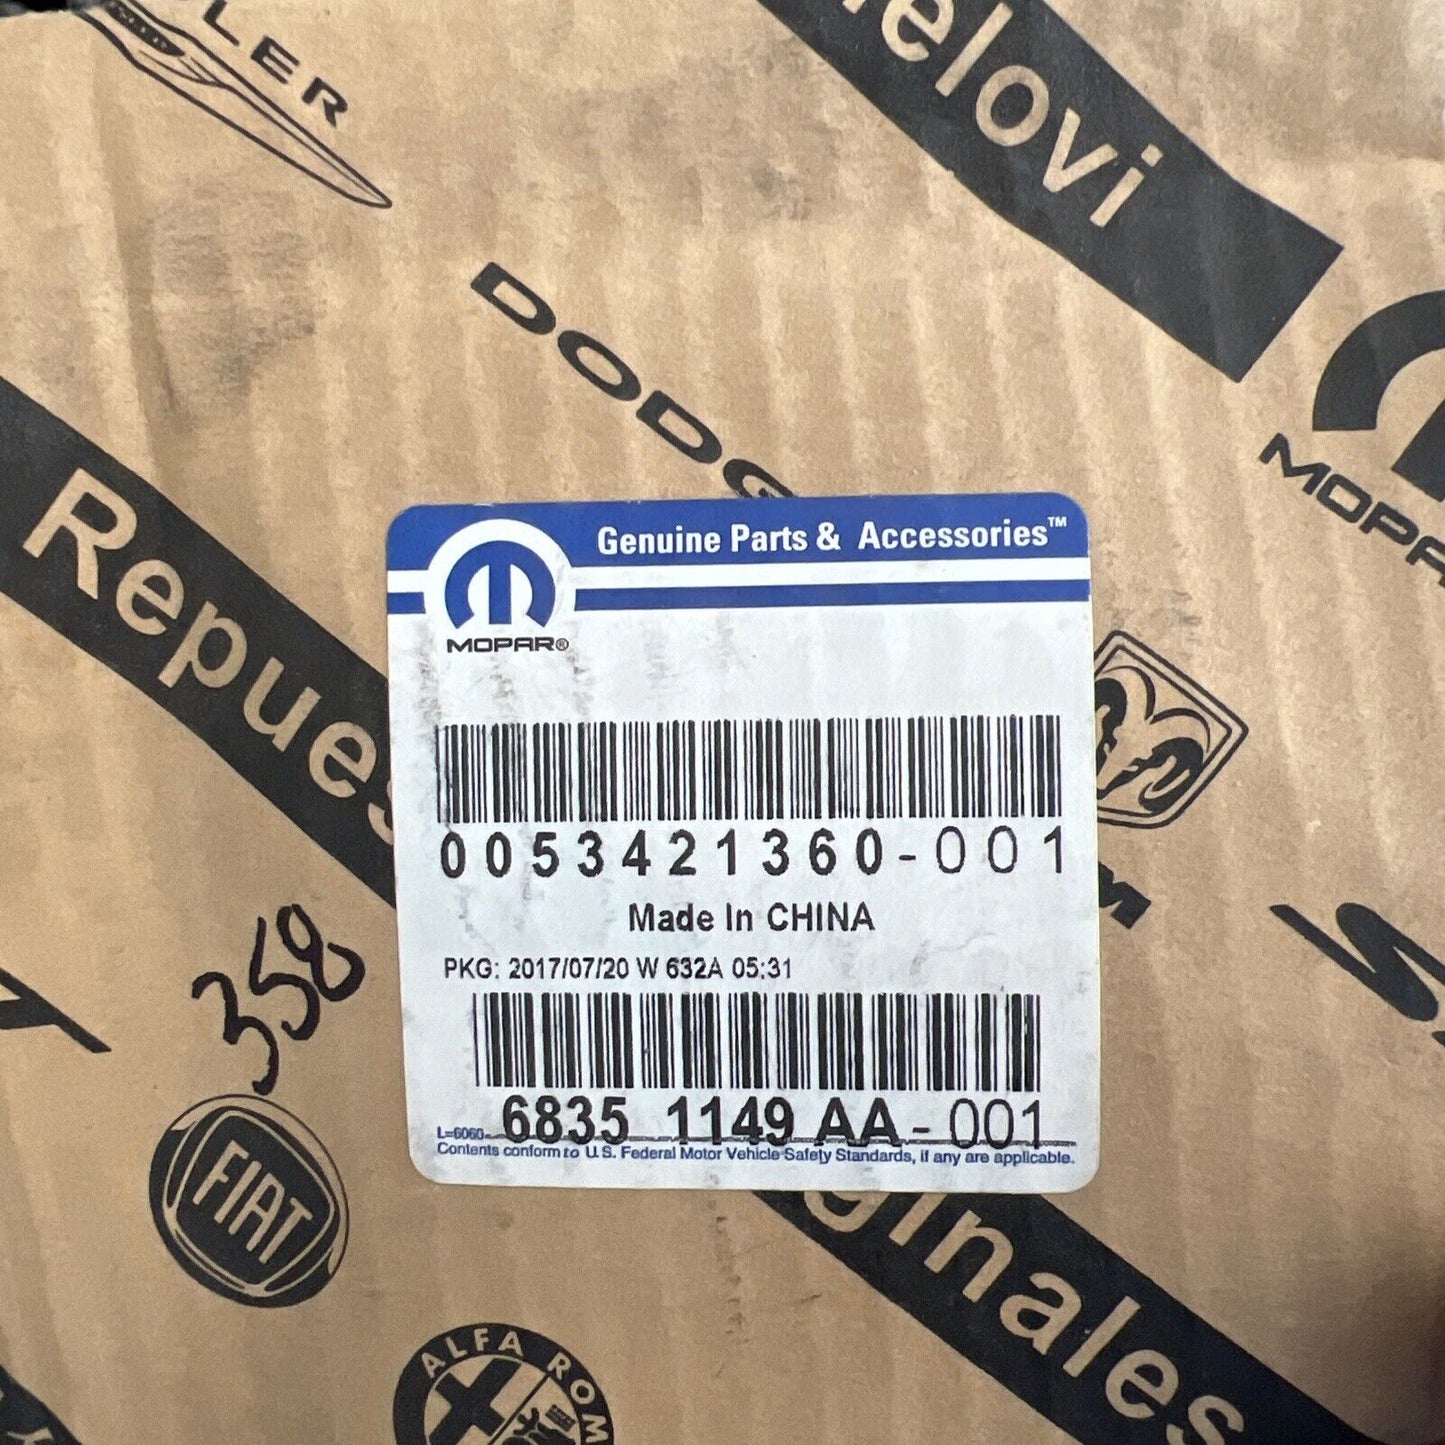 LER
elovi
DODG
MOPA
Repues
Genuine Parts & Accessories™
MOPAR®
0053421360-001
Made In CHINA
PKG: 2017/07/20 W 632A 05:31
6835 1149 AA-001
L=6060
Contents conform to U.S. Federal Motor Vehicle Safety Standards, if any are applicable.
358
FIAT
ginales
ALFA ROM